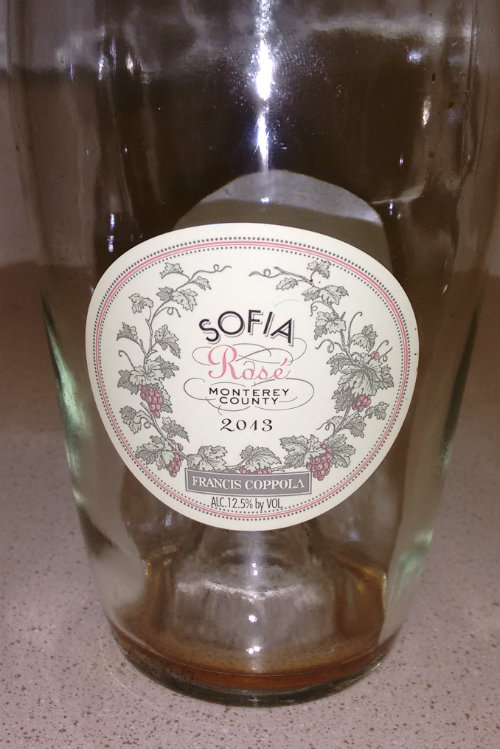 SOFIA
Rosé
MONTEREY
COUNTY
2013
FRANCIS COPPOLA
ALC. 12.5% by VOL.